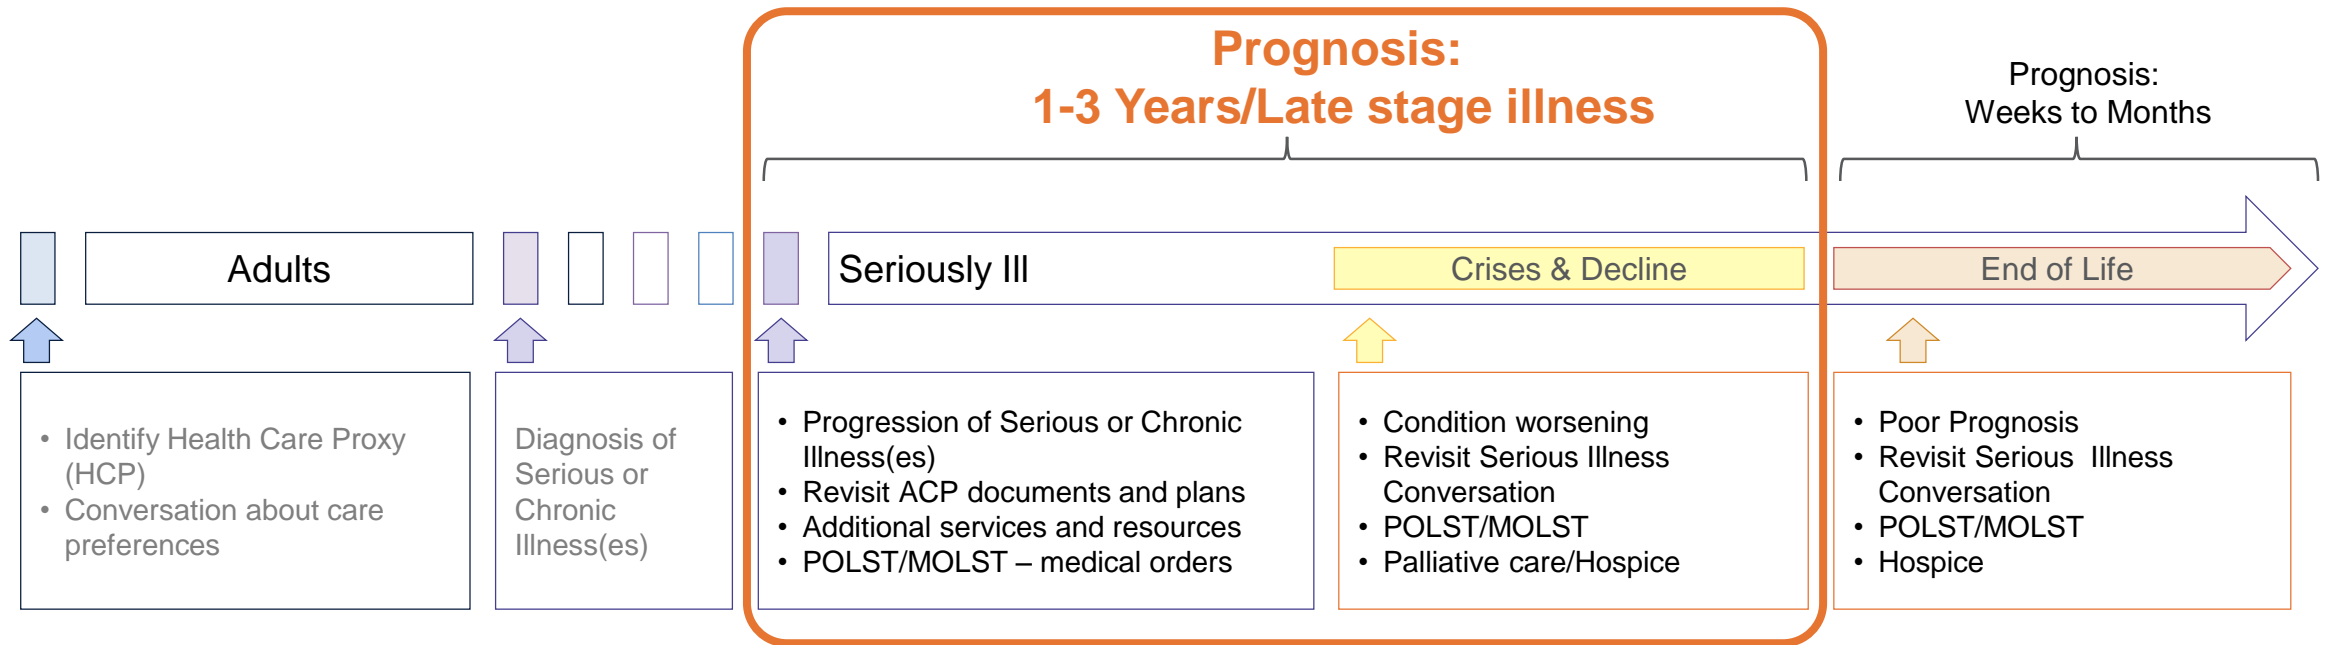 Prognosis:
1-3 Years/Late stage illness
Prognosis:
Weeks to Months
Adults
Seriously Ill
Crises & Decline
End of Life
• Identify Health Care Proxy
(HCP)
• Conversation about care
preferences
Diagnosis of
Serious or
Chronic
Illness(es)
• Progression of Serious or Chronic
Illness(es)
• Revisit ACP documents and plans
• Additional services and resources
• POLST/MOLST – medical orders
• Condition worsening
• Revisit Serious Illness
Conversation
• POLST/MOLST
• Palliative care/Hospice
• Poor Prognosis
• Revisit Serious  Illness
Conversation
• POLST/MOLST
• Hospice